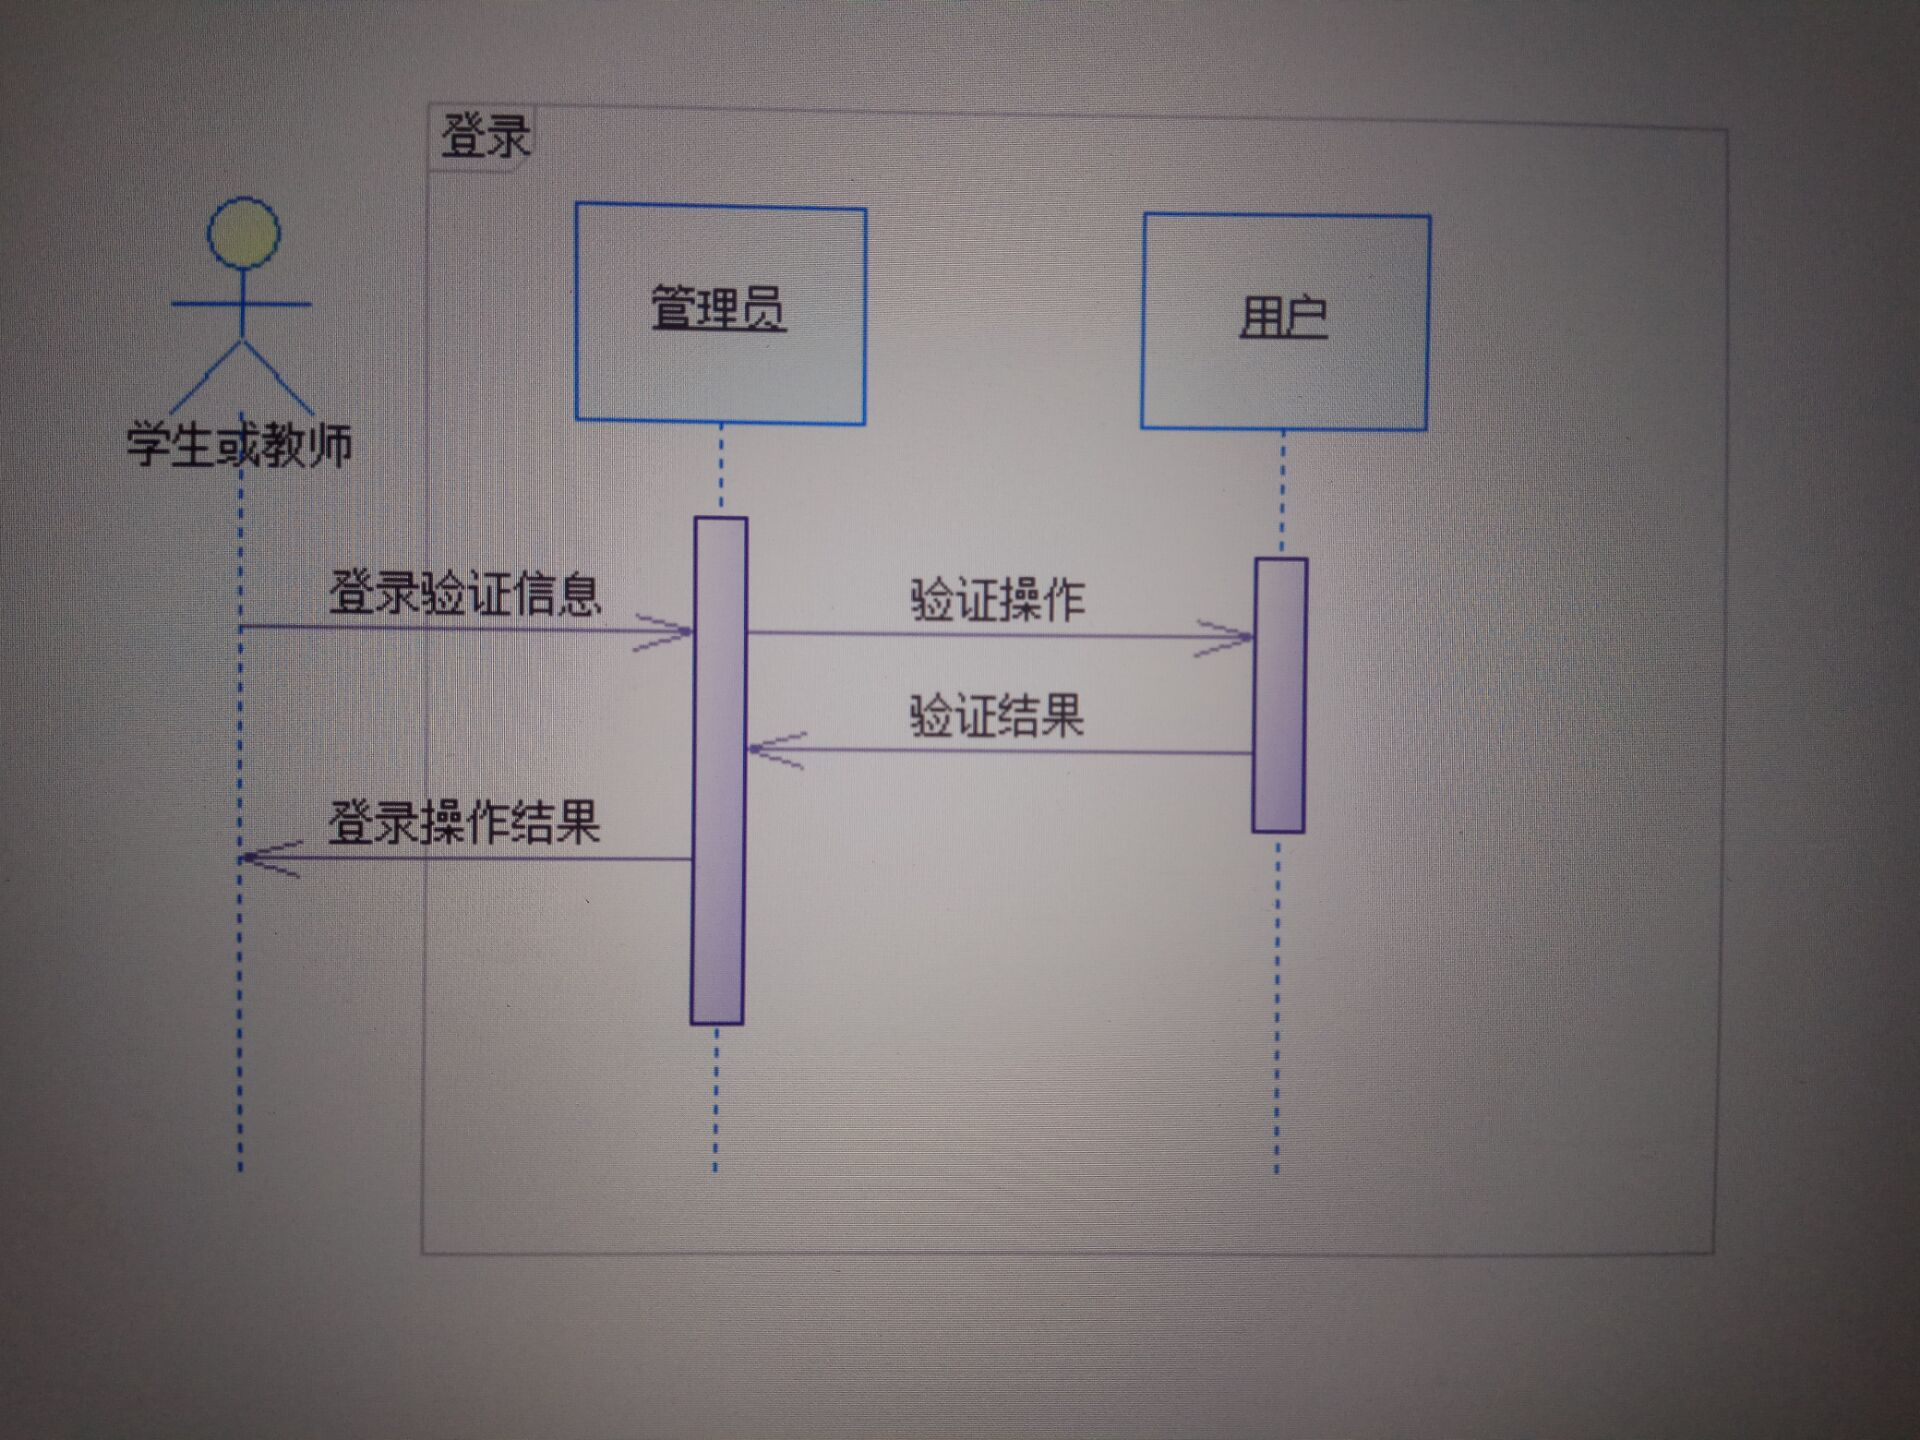 登录
管理员
用户
学生或教师
登录验证信息
验证操作
验证结果
登录操作结果